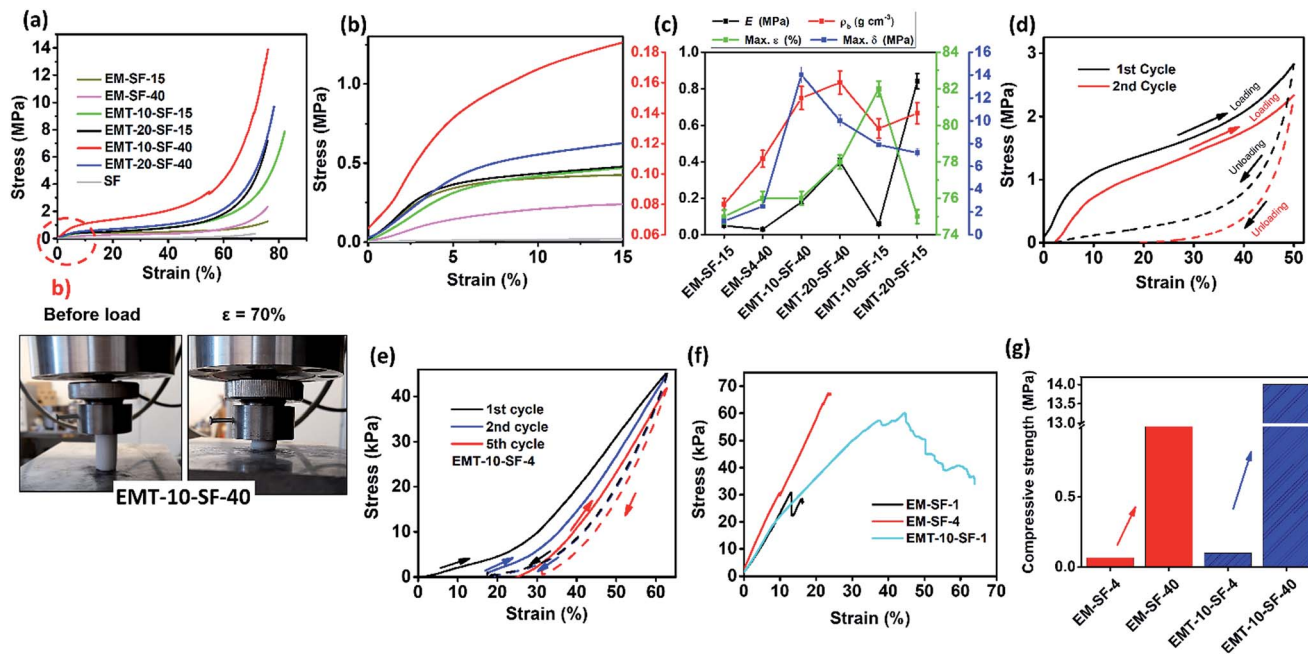 (a)
Stress (MPa)
14
12
10
8
6
4
2
0
EM-SF-15
EM-SF-40
EMT-10-SF-15
EMT-20-SF-15
EMT-10-SF-40
EMT-20-SF-40
SF
0 20 40 60 80 100
Strain (%)
b)
(b)
Stress (MPa)
1.0
0.5
0.0
0 5 10 15
Strain (%)
0.18
0.16
0.14
0.12
0.10
0.08
0.06
(c)
E (MPa) ρb (g cm-3)
Max. ε (%) Max. δ (MPa)
Stress (MPa)
1.0
0.8
0.6
0.4
0.2
0.0
84
82
80
78
76
74
16
14
12
10
8
6
4
2
0
EM-SF-15
EM-S4-40
EMT-10-SF-40
EMT-20-SF-40
EMT-10-SF-15
EMT-20-SF-15
(d)
Stress (MPa)
3
2
1
0
1st Cycle
2nd Cycle
Loading
Loading
Unloading
Unloading
0 10 20 30 40 50
Strain (%)
Before load
ε = 70%
EMT-10-SF-40
(e)
Stress (kPa)
40
30
20
10
0
1st cycle
2nd cycle
5th cycle
EMT-10-SF-4
0 10 20 30 40 50 60
Strain (%)
(f)
Stress (kPa)
70
60
50
40
30
20
10
0
EM-SF-1
EM-SF-4
EMT-10-SF-1
0 10 20 30 40 50 60 70
Strain (%)
(g)
Compressive strength (MPa)
14.0
13.5
13.0
0.5
0.0
EM-SF-4
EM-SF-40
EMT-10-SF-4
EMT-10-SF-40